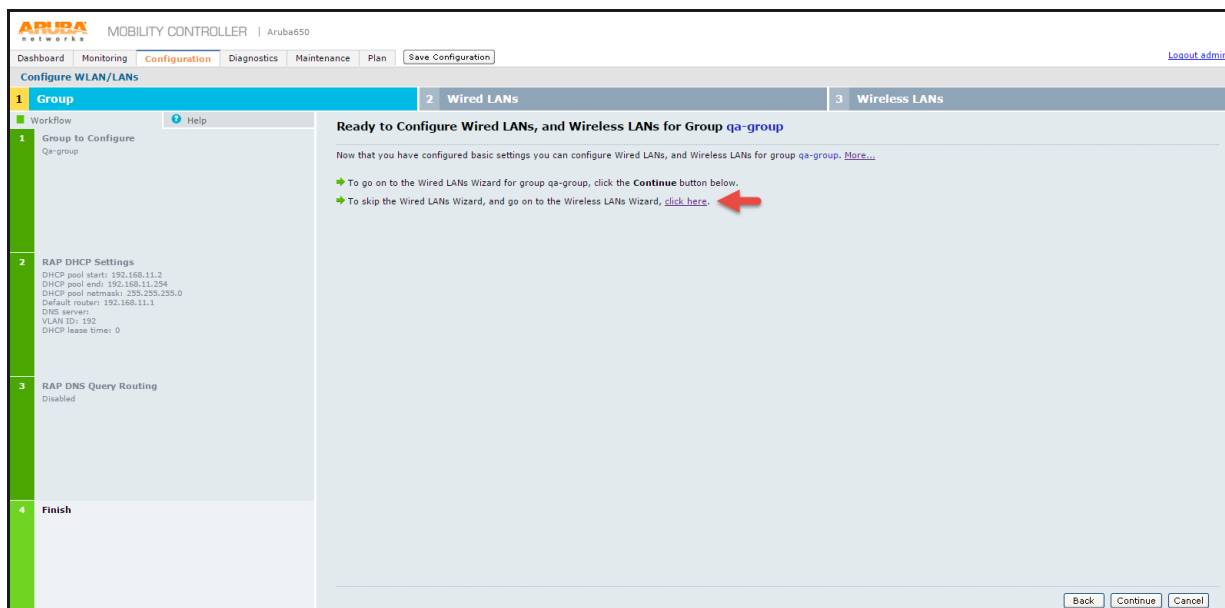 ARUBA
networks
MOBILITY CONTROLLER | Aruba650
Dashboard Monitoring Configuration Diagnostics Maintenance Plan Save Configuration Logout admin
Configure WLAN/LANs
1 Group 2 Wired LANs 3 Wireless LANs
Workflow Help
1 Group to Configure
Qa-group
Ready to Configure Wired LANs, and Wireless LANs for Group qa-group
Now that you have configured basic settings you can configure Wired LANs, and Wireless LANs for group qa-group. More...
To go on to the Wired LANs Wizard for group qa-group, click the Continue button below.
To skip the Wired LANs Wizard, and go on to the Wireless LANs Wizard, click here.
2 RAP DHCP Settings
DHCP pool start: 192.168.11.2
DHCP pool end: 192.168.11.254
DHCP pool netmask: 255.255.255.0
Default router: 192.168.11.1
DNS server:
VLAN ID: 192
DHCP lease time: 0
3 RAP DNS Query Routing
Disabled
4 Finish
Back Continue Cancel